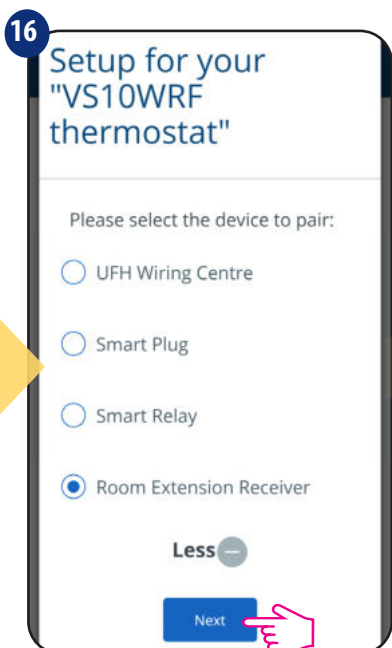 16
Setup for your
"VS10WRF
thermostat"
Please select the device to pair:
UFH Wiring Centre
Smart Plug
Smart Relay
Room Extension Receiver
Less
Next